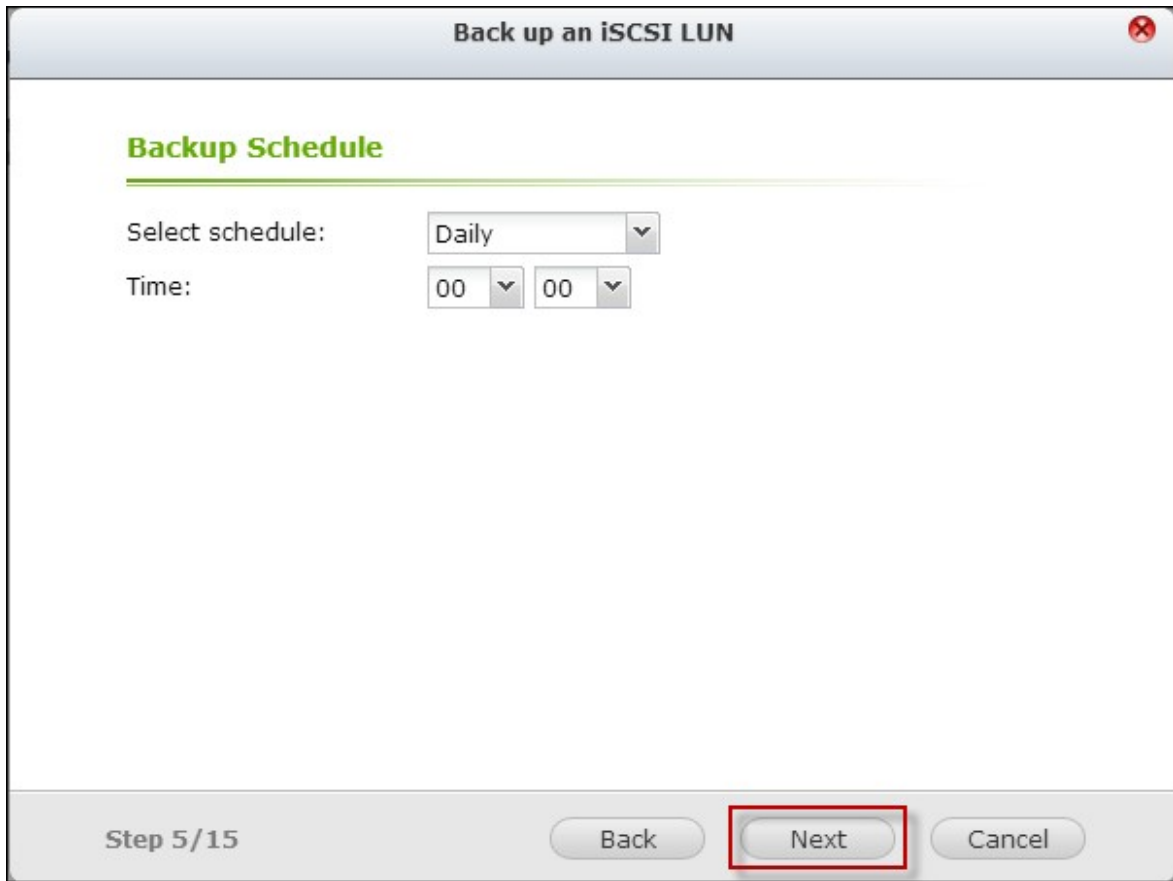 Back up an iSCSI LUN
Backup Schedule
Select schedule: Daily
Time: 00 00
Step 5/15 Back Next Cancel